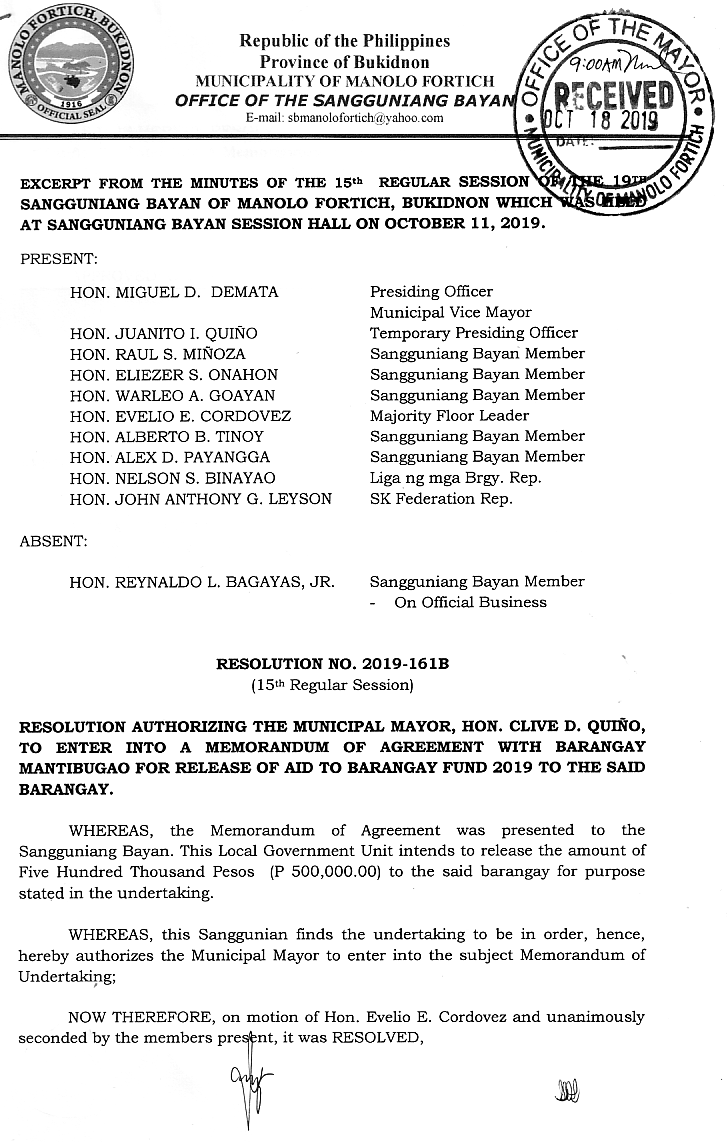 MANOLO FORTICH, BUKIDNON
1916
OFFICIAL SEAL
Republic of the Philippines
Province of Bukidnon
MUNICIPALITY OF MANOLO FORTICH
OFFICE OF THE SANGGUNIANG BAYAN
E-mail: sbmanolofortich@yahoo.com
OFFICE OF THE MAYOR
9:00AM
RECEIVED
OCT 18 2019
DATE:
MUNICIPALITY OF MANOLO FORTICH
EXCERPT FROM THE MINUTES OF THE 15th REGULAR SESSION OF THE 19TH
SANGGUNIANG BAYAN OF MANOLO FORTICH, BUKIDNON WHICH WAS HELD
AT SANGGUNIANG BAYAN SESSION HALL ON OCTOBER 11, 2019.
PRESENT:
HON. MIGUEL D. DEMATA Presiding Officer
Municipal Vice Mayor
HON. JUANITO I. QUIÑO Temporary Presiding Officer
HON. RAUL S. MIÑOZA Sangguniang Bayan Member
HON. ELIEZER S. ONAHON Sangguniang Bayan Member
HON. WARLEO A. GOAYAN Sangguniang Bayan Member
HON. EVELIO E. CORDOVEZ Majority Floor Leader
HON. ALBERTO B. TINOY Sangguniang Bayan Member
HON. ALEX D. PAYANGGA Sangguniang Bayan Member
HON. NELSON S. BINAYAO Liga ng mga Brgy. Rep.
HON. JOHN ANTHONY G. LEYSON SK Federation Rep.
ABSENT:
HON. REYNALDO L. BAGAYAS, JR. Sangguniang Bayan Member
- On Official Business
RESOLUTION NO. 2019-161B
(15th Regular Session)
RESOLUTION AUTHORIZING THE MUNICIPAL MAYOR, HON. CLIVE D. QUIÑO,
TO ENTER INTO A MEMORANDUM OF AGREEMENT WITH BARANGAY
MANTIBUGAO FOR RELEASE OF AID TO BARANGAY FUND 2019 TO THE SAID
BARANGAY.
WHEREAS, the Memorandum of Agreement was presented to the
Sangguniang Bayan. This Local Government Unit intends to release the amount of
Five Hundred Thousand Pesos (P 500,000.00) to the said barangay for purpose
stated in the undertaking.
WHEREAS, this Sanggunian finds the undertaking to be in order, hence,
hereby authorizes the Municipal Mayor to enter into the subject Memorandum of
Undertaking;
NOW THEREFORE, on motion of Hon. Evelio E. Cordovez and unanimously
seconded by the members present, it was RESOLVED,